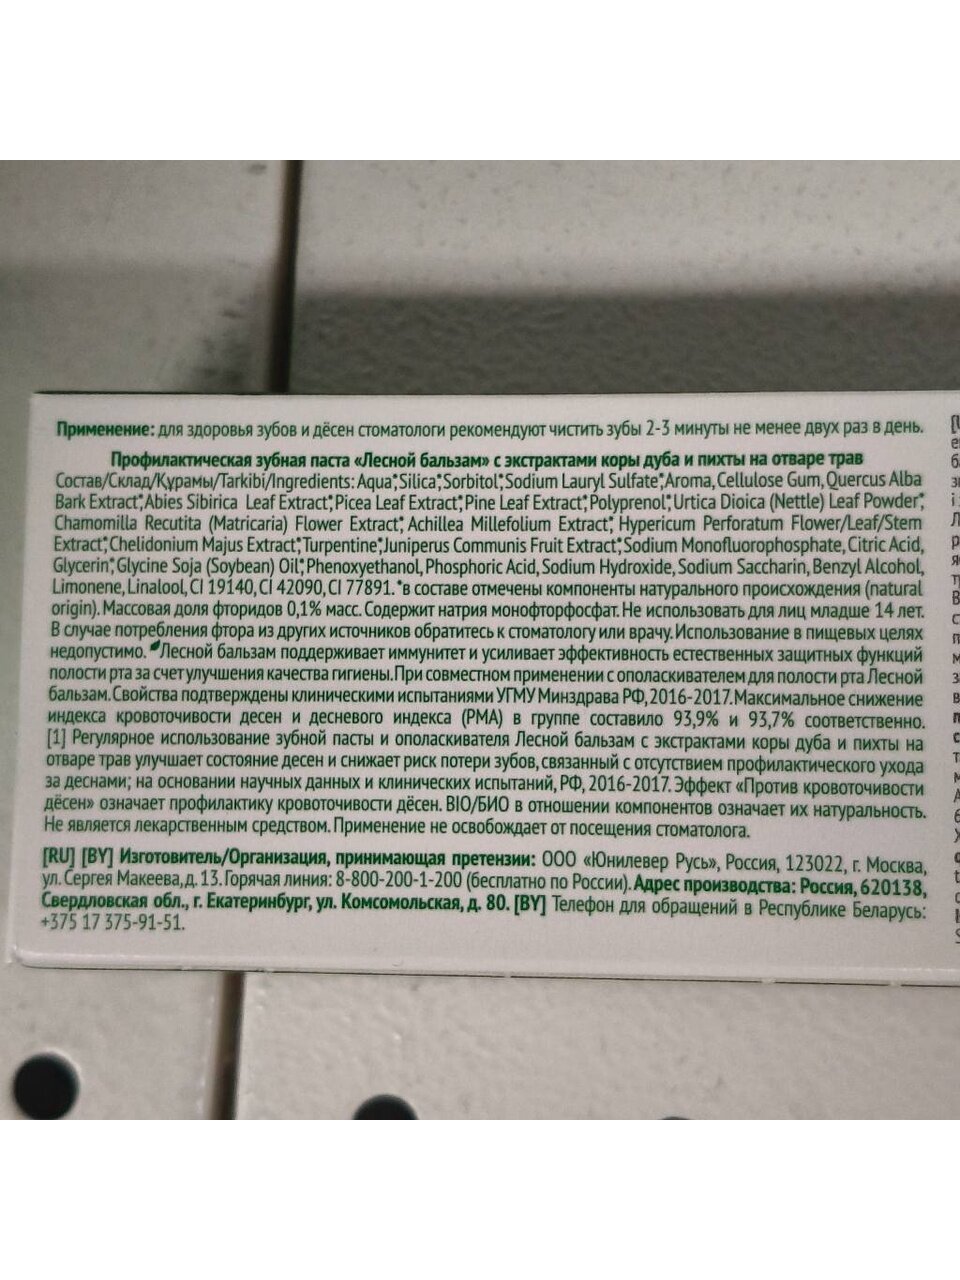 Применение: для здоровья зубов и дёсен стоматологи рекомендуют чистить зубы 2-3 минуты не менее двух раз в день.
Профилактическая зубная паста «Лесной бальзам» с экстрактами коры дуба и пихты на отваре трав
Состав/Склад/Құрамы/Tarkibi/Ingredients: Aqua*, Silica*, Sorbitol*, Sodium Lauryl Sulfate*, Aroma, Cellulose Gum, Quercus Alba
Bark Extract*, Abies Sibirica Leaf Extract*, Picea Leaf Extract*, Pine Leaf Extract*, Polyprenol*, Urtica Dioica (Nettle) Leaf Powder*,
Chamomilla Recutita (Matricaria) Flower Extract*, Achillea Millefolium Extract*, Hypericum Perforatum Flower/Leaf/Stem
Extract*, Chelidonium Majus Extract*, Turpentine*, Juniperus Communis Fruit Extract*, Sodium Monofluorophosphate, Citric Acid,
Glycerin*, Glycine Soja (Soybean) Oil*, Phenoxyethanol, Phosphoric Acid, Sodium Hydroxide, Sodium Saccharin, Benzyl Alcohol,
Limonene, Linalool, CI 19140, CI 42090, CI 77891. *в составе отмечены компоненты натурального происхождения (natural
origin). Массовая доля фторидов 0,1% масс. Содержит натрия монофторфосфат. Не использовать для лиц младше 14 лет.
В случае потребления фтора из других источников обратитесь к стоматологу или врачу. Использование в пищевых целях
недопустимо. Лесной бальзам поддерживает иммунитет и усиливает эффективность естественных защитных функций
полости рта за счет улучшения качества гигиены. При совместном применении с ополаскивателем для полости рта Лесной
бальзам. Свойства подтверждены клиническими испытаниями УГМУ Минздрава РФ, 2016-2017. Максимальное снижение
индекса кровоточивости десен и десневого индекса (РМА) в группе составило 93,9% и 93,7% соответственно.
[1] Регулярное использование зубной пасты и ополаскивателя Лесной бальзам с экстрактами коры дуба и пихты на
отваре трав улучшает состояние десен и снижает риск потери зубов, связанный с отсутствием профилактического ухода
за деснами; на основании научных данных и клинических испытаний, РФ, 2016-2017. Эффект «Против кровоточивости
дёсен» означает профилактику кровоточивости дёсен. BIO/БИО в отношении компонентов означает их натуральность.
Не является лекарственным средством. Применение не освобождает от посещения стоматолога.
[RU] [BY] Изготовитель/Организация, принимающая претензии: ООО «Юнилевер Русь», Россия, 123022, г. Москва,
ул. Сергея Макеева, д. 13. Горячая линия: 8-800-200-1-200 (бесплатно по России). Адрес производства: Россия, 620138,
Свердловская обл., г. Екатеринбург, ул. Комсомольская, д. 80. [BY] Телефон для обращений в Республике Беларусь:
+375 17 375-91-51.